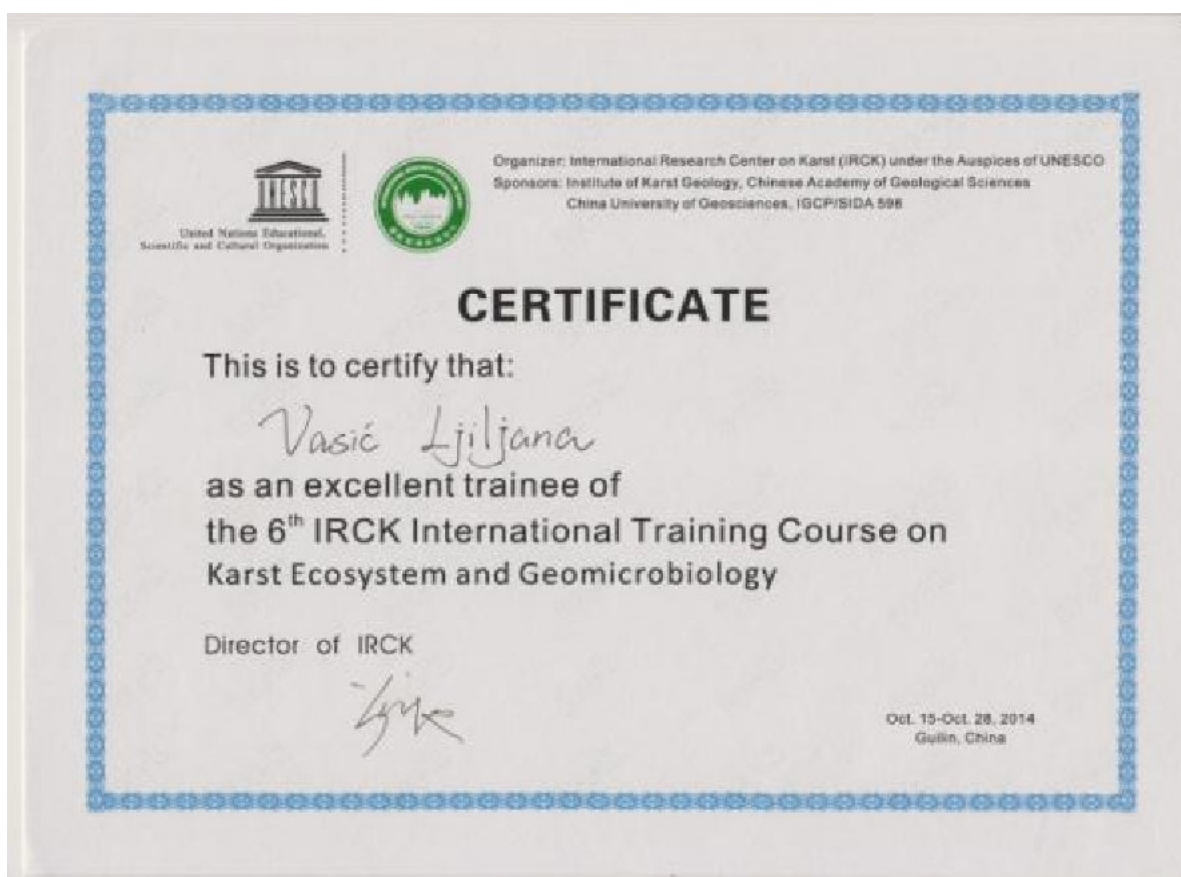 UNESCO
United Nations Educational,
Scientific and Cultural Organization
Organizer: International Research Center on Karst (IRCK) under the Auspices of UNESCO
Sponsors: Institute of Karst Geology, Chinese Academy of Geological Sciences
China University of Geosciences, IGCP/SIDA 598
CERTIFICATE
This is to certify that:
Vasić Ljiljana
as an excellent trainee of
the 6th IRCK International Training Course on
Karst Ecosystem and Geomicrobiology
Director of IRCK
Oct. 15-Oct. 28, 2014
Guilin, China